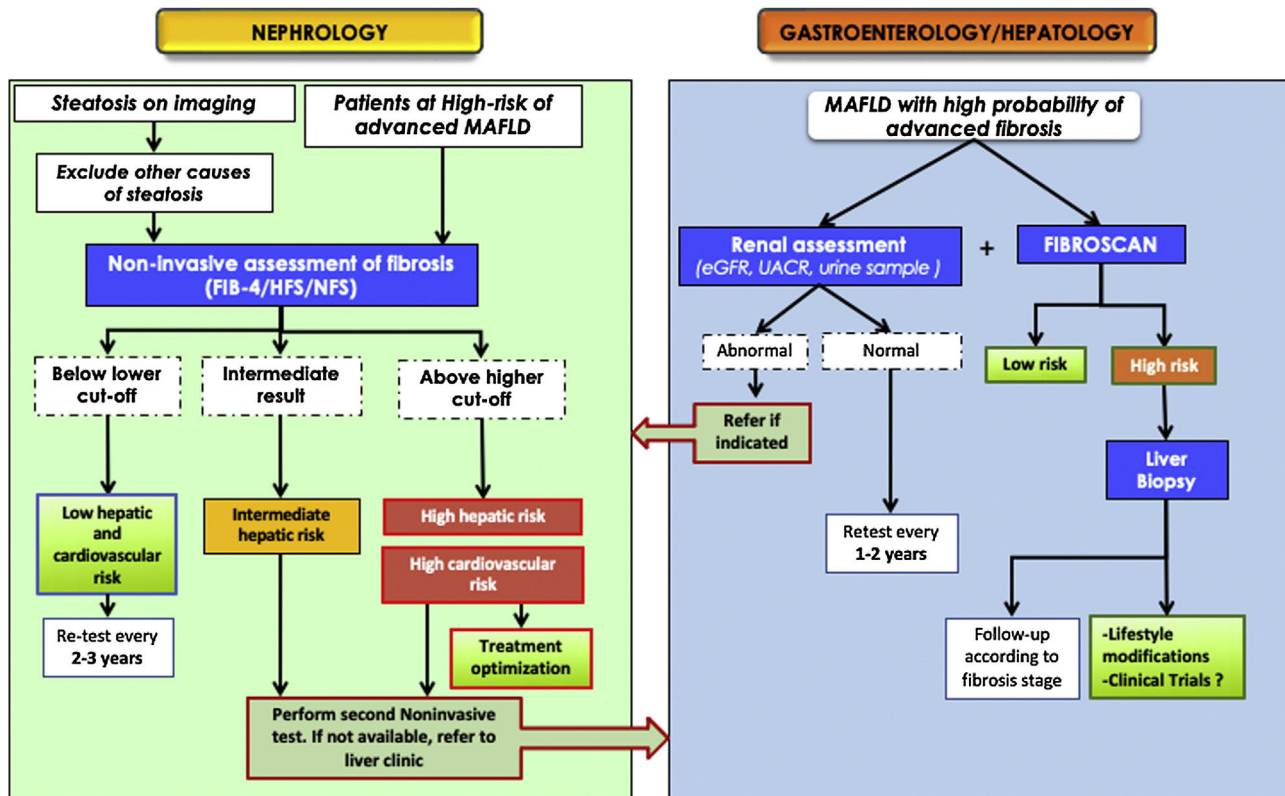 NEPHROLOGY
GASTROENTEROLOGY/HEPATOLOGY
Steatosis on imaging
Patients at High-risk of
advanced MAFLD
Exclude other causes
of steatosis
Non-invasive assessment of fibrosis
(FIB-4/HFS/NFS)
Below lower
cut-off
Intermediate
result
Above higher
cut-off
Low hepatic
and
cardiovascular
risk
Intermediate
hepatic risk
High hepatic risk
High cardiovascular
risk
Re-test every
2-3 years
Treatment
optimization
Perform second Noninvasive
test. If not available, refer to
liver clinic
MAFLD with high probability of
advanced fibrosis
Renal assessment
(eGFR, UACR, urine sample )
+
FIBROSCAN
Abnormal
Normal
Low risk
High risk
Refer if
indicated
Liver
Biopsy
Retest every
1-2 years
Follow-up
according to
fibrosis stage
-Lifestyle
modifications
-Clinical Trials ?